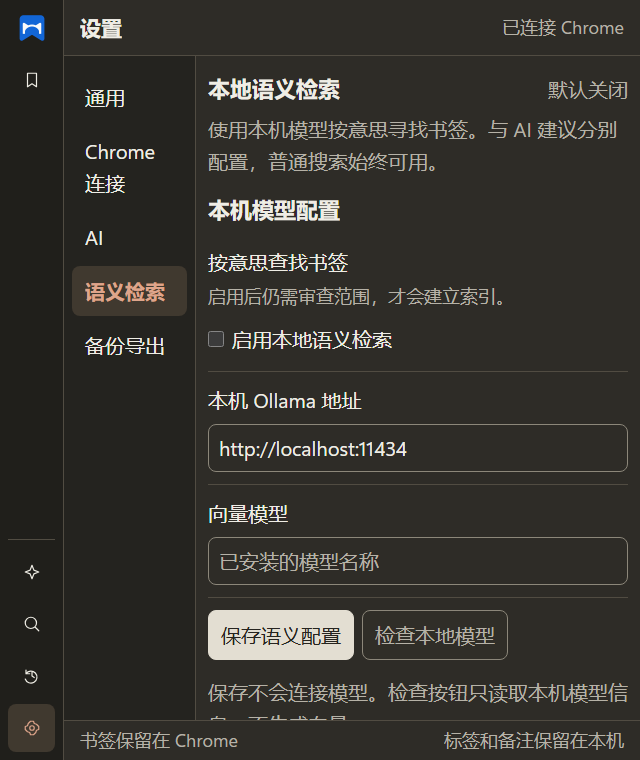 设置
已连接 Chrome
通用
Chrome
连接
AI
语义检索
备份导出
本地语义检索
默认关闭
使用本机模型按意思寻找书签。与 AI 建议分别
配置，普通搜索始终可用。
本机模型配置
按意思查找书签
启用后仍需审查范围，才会建立索引。
启用本地语义检索
本机 Ollama 地址
http://localhost:11434
向量模型
已安装的模型名称
保存语义配置
检查本地模型
保存不会连接模型。检查按钮只读取本机模型信
书签保留在 Chrome
标签和备注保留在本机